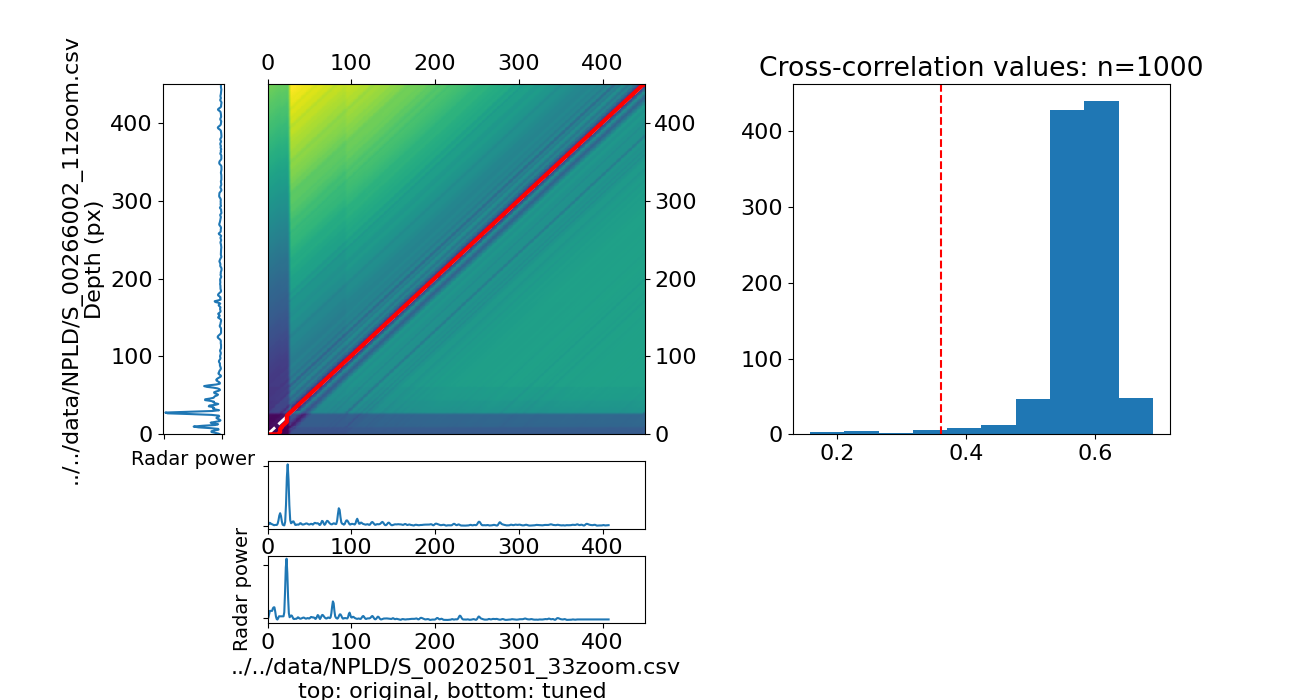 ../../data/NPLD/S_00266002_11zoom.csv
Depth (px)
0 100 200 300 400
400
300
200
100
0
400
300
200
100
0
Radar power
0 100 200 300 400
Radar power
0 100 200 300 400
../../data/NPLD/S_00202501_33zoom.csv
top: original, bottom: tuned
Cross-correlation values: n=1000
400
300
200
100
0
0.2 0.4 0.6